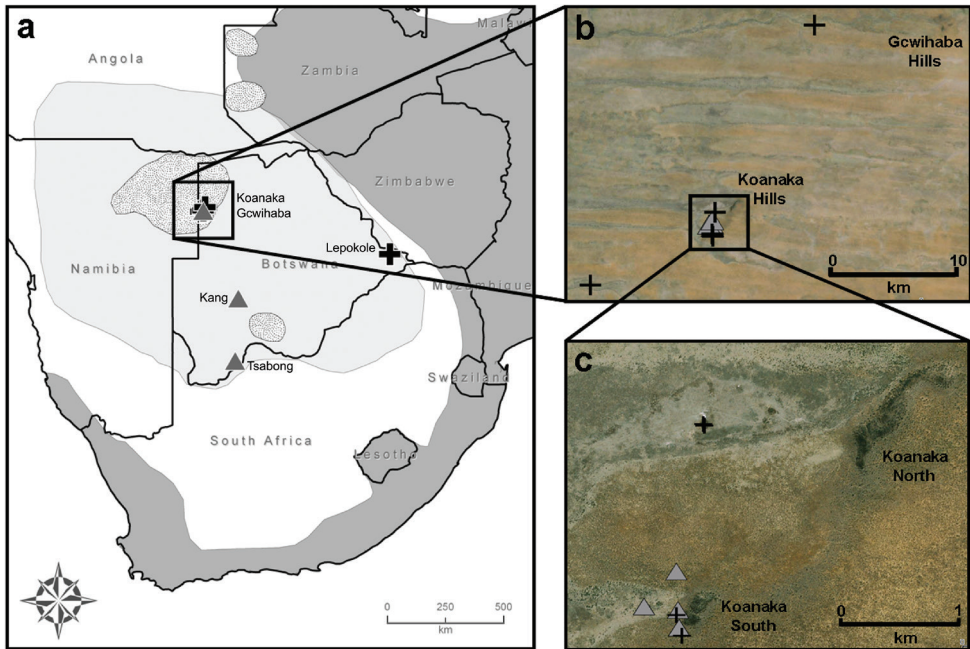 a
Angola
Malaw
Zambia
Zimbabwe
Koanaka
Gcwihaba
Lepokole
Namibia
Botswana
Mozambique
Kang
Tsabong
Swaziland
South Africa
Lesotho
0 250 500
km
b
Gcwihaba
Hills
Koanaka
Hills
0 10
km
c
Koanaka
North
Koanaka
South
0 1
km